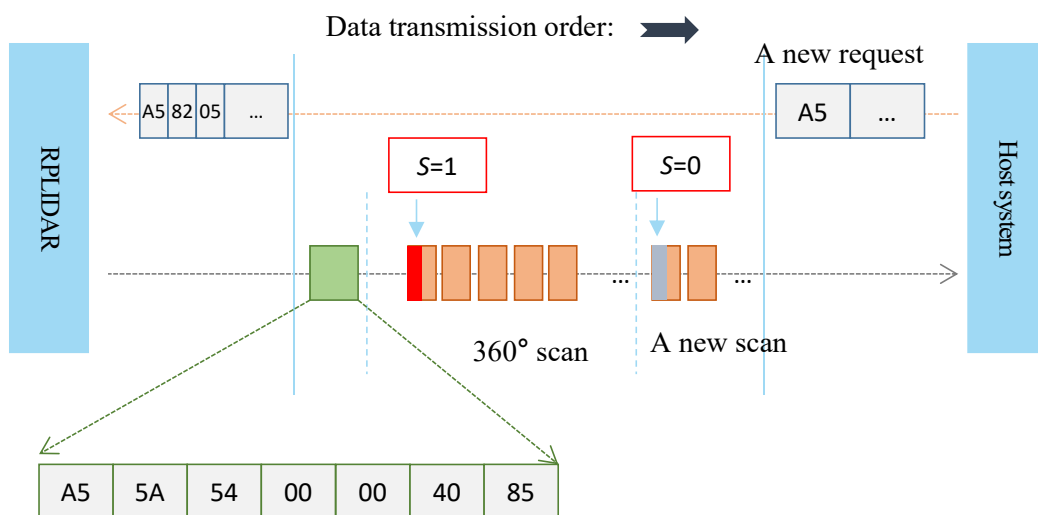 Data transmission order:
A new request
A5 82 05 ...
A5 ...
RPLIDAR
Host system
S=1
S=0
... ...
360° scan
A new scan
A5 5A 54 00 00 40 85